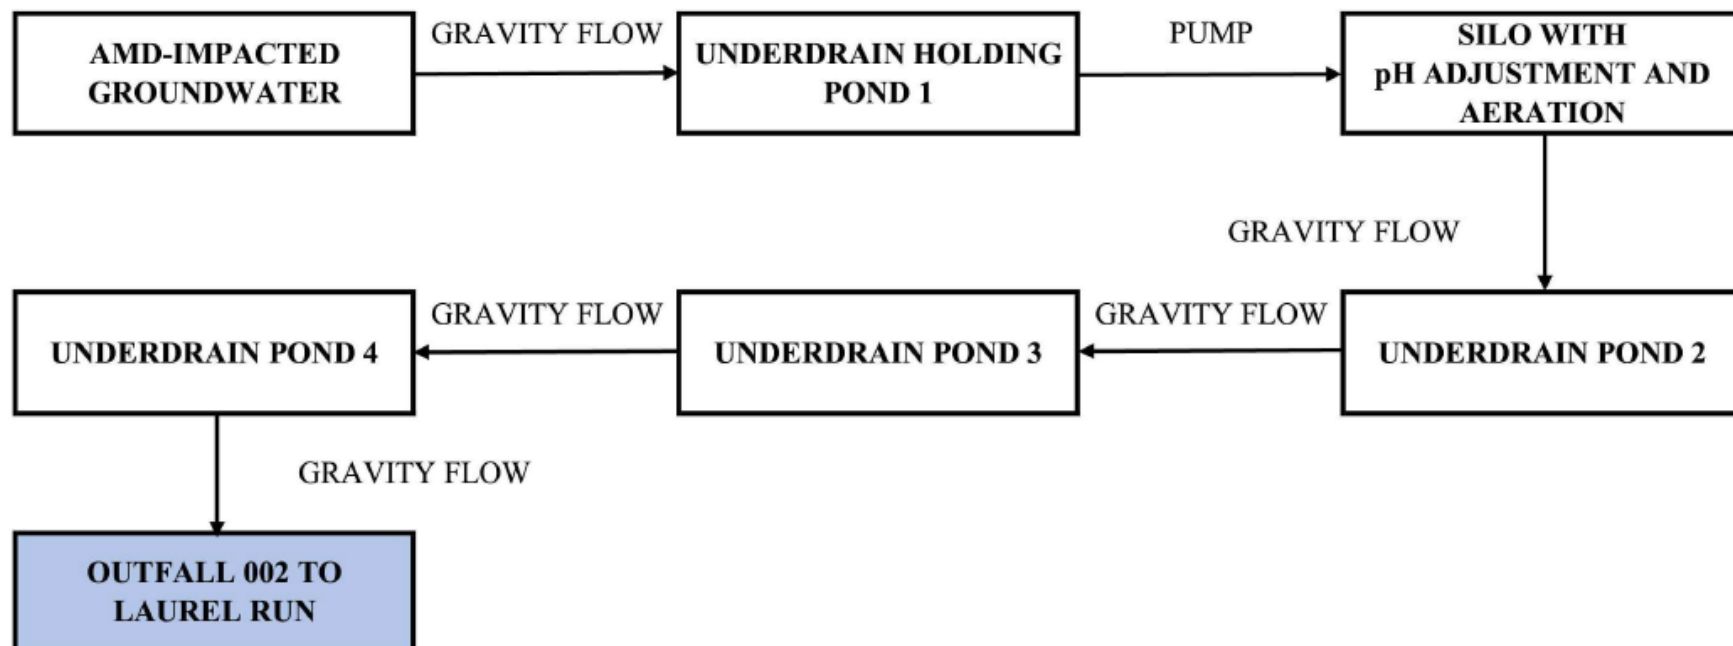 AMD-IMPACTED
GROUNDWATER
GRAVITY FLOW
UNDERDRAIN HOLDING
POND 1
PUMP
SILO WITH
pH ADJUSTMENT AND
AERATION
GRAVITY FLOW
UNDERDRAIN POND 2
GRAVITY FLOW
UNDERDRAIN POND 3
GRAVITY FLOW
UNDERDRAIN POND 4
GRAVITY FLOW
OUTFALL 002 TO
LAUREL RUN